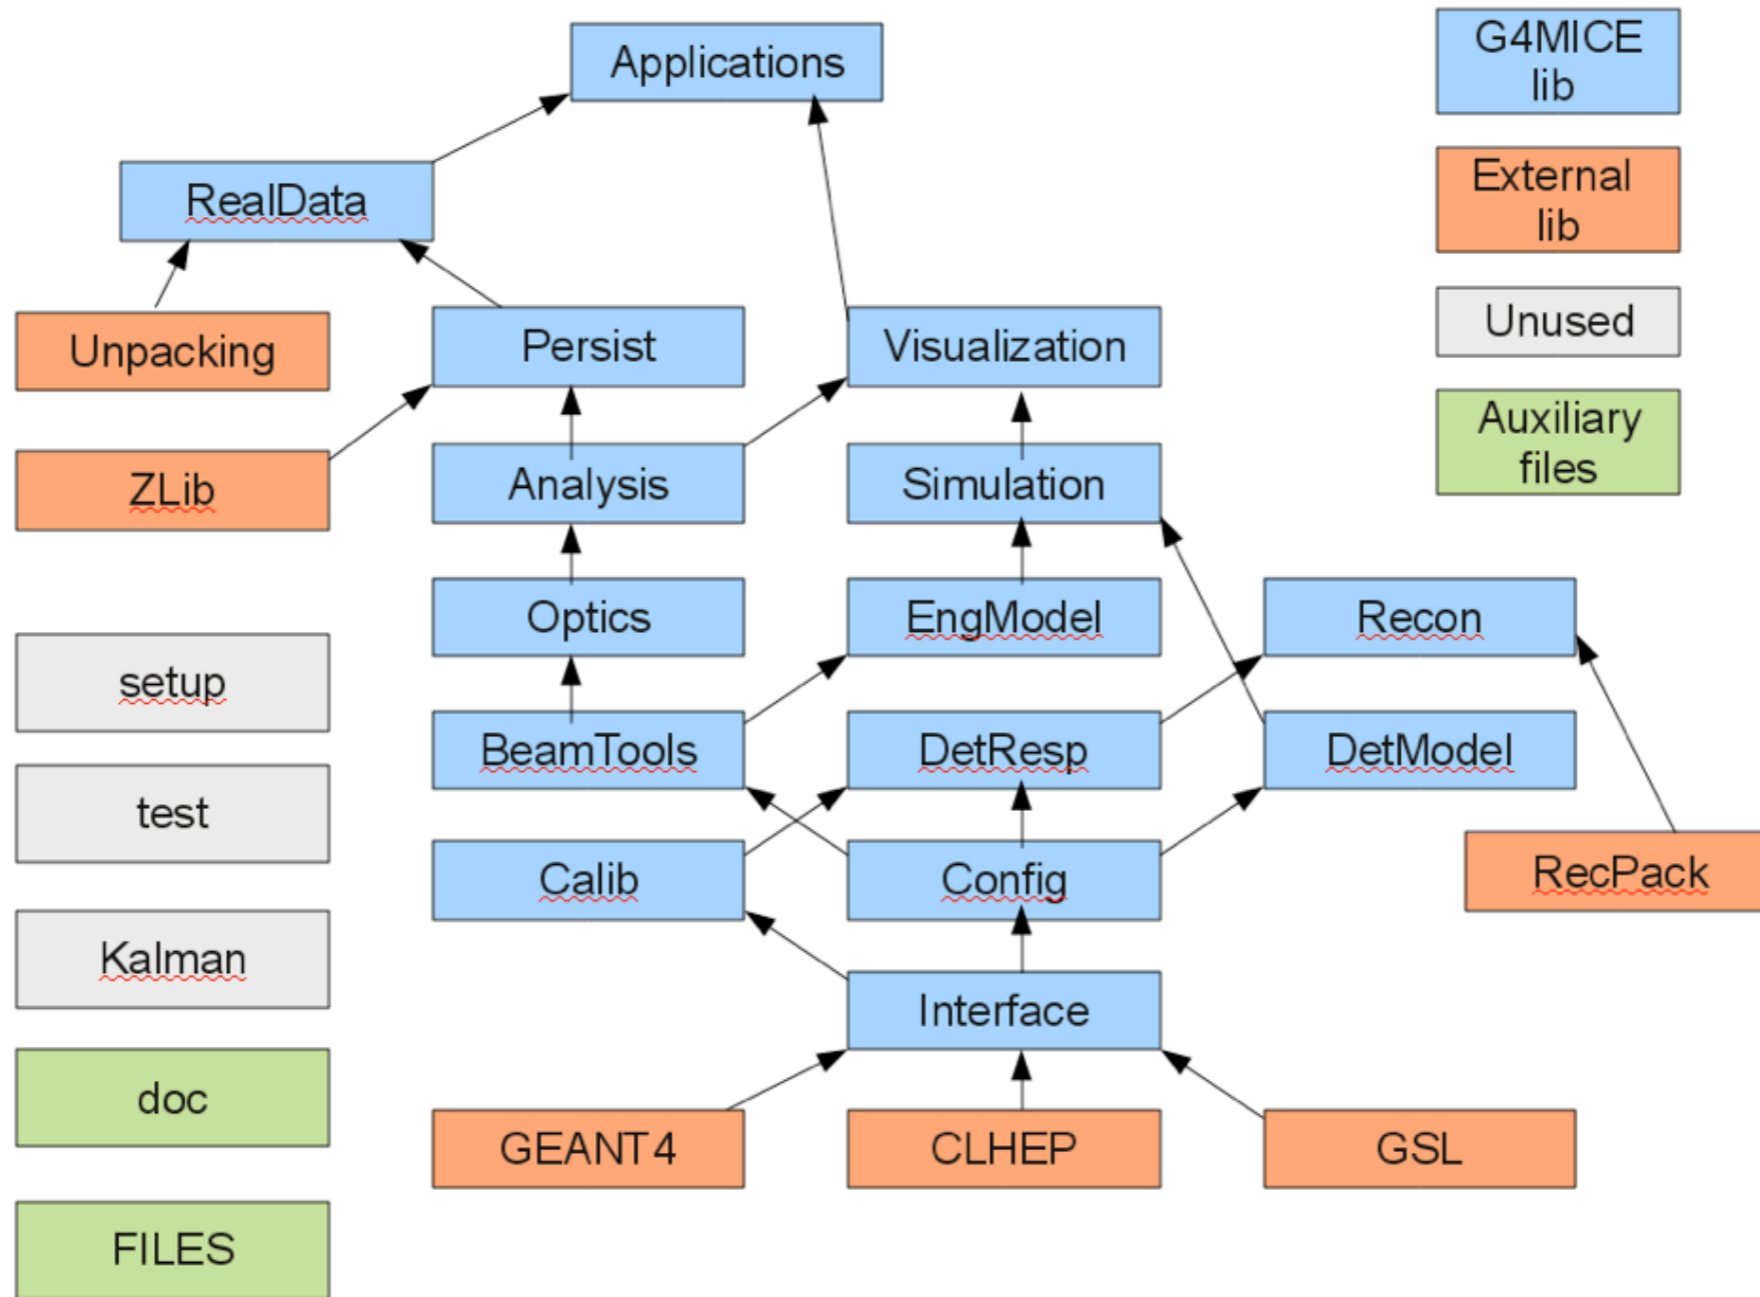 Applications
G4MICE
lib
External
lib
RealData
Unused
Unpacking
Persist
Visualization
Auxiliary
files
ZLib
Analysis
Simulation
Optics
EngModel
Recon
setup
BeamTools
DetResp
DetModel
test
Calib
Config
RecPack
Kalman
Interface
doc
GEANT4
CLHEP
GSL
FILES